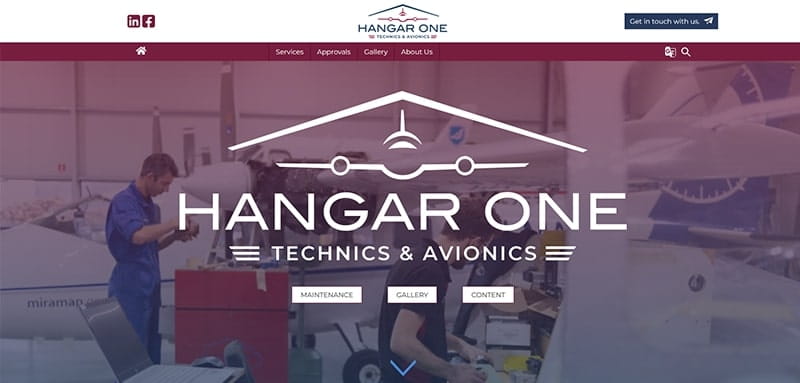 HANGAR ONE
TECHNICS & AVIONICS
Get in touch with us.
Services
Approvals
Gallery
About Us
HANGAR ONE
TECHNICS & AVIONICS
miramap
MAINTENANCE
GALLERY
CONTENT